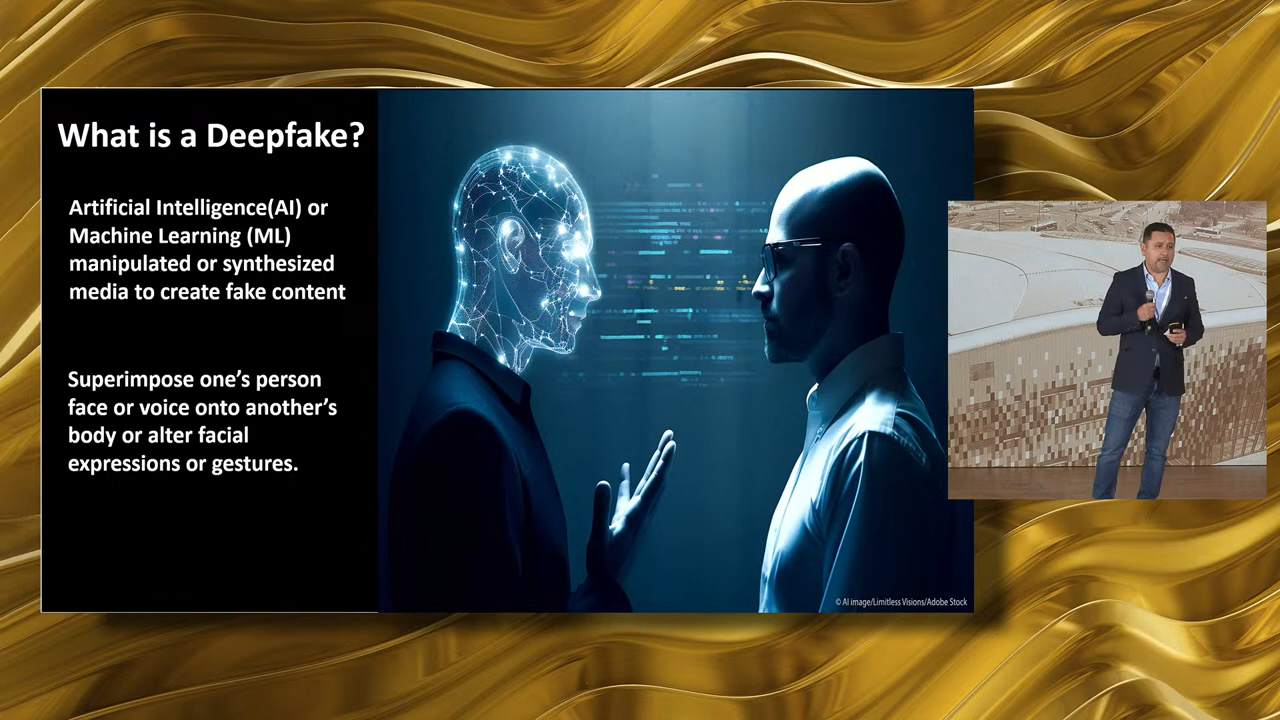 What is a Deepfake?
Artificial Intelligence(AI) or
Machine Learning (ML)
manipulated or synthesized
media to create fake content
Superimpose one’s person
face or voice onto another’s
body or alter facial
expressions or gestures.
© AI image/Limitless Visions/Adobe Stock